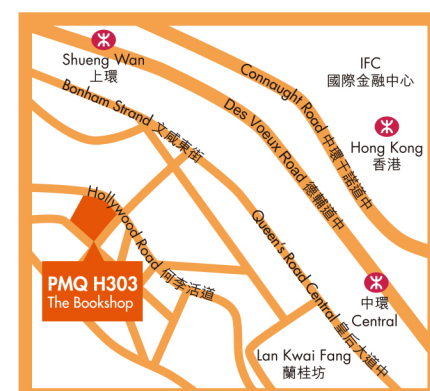 Shueng Wan
上環
IFC
國際金融中心
Connaught Road 中環干諾道中
Bonham Strand 文咸東街
Des Voeux Road 德輔道中
Hong Kong
香港
Hollywood Road 何李活道
Queen's Road Central 皇后大道中
PMQ H303
The Bookshop
中環
Central
Lan Kwai Fang
蘭桂坊